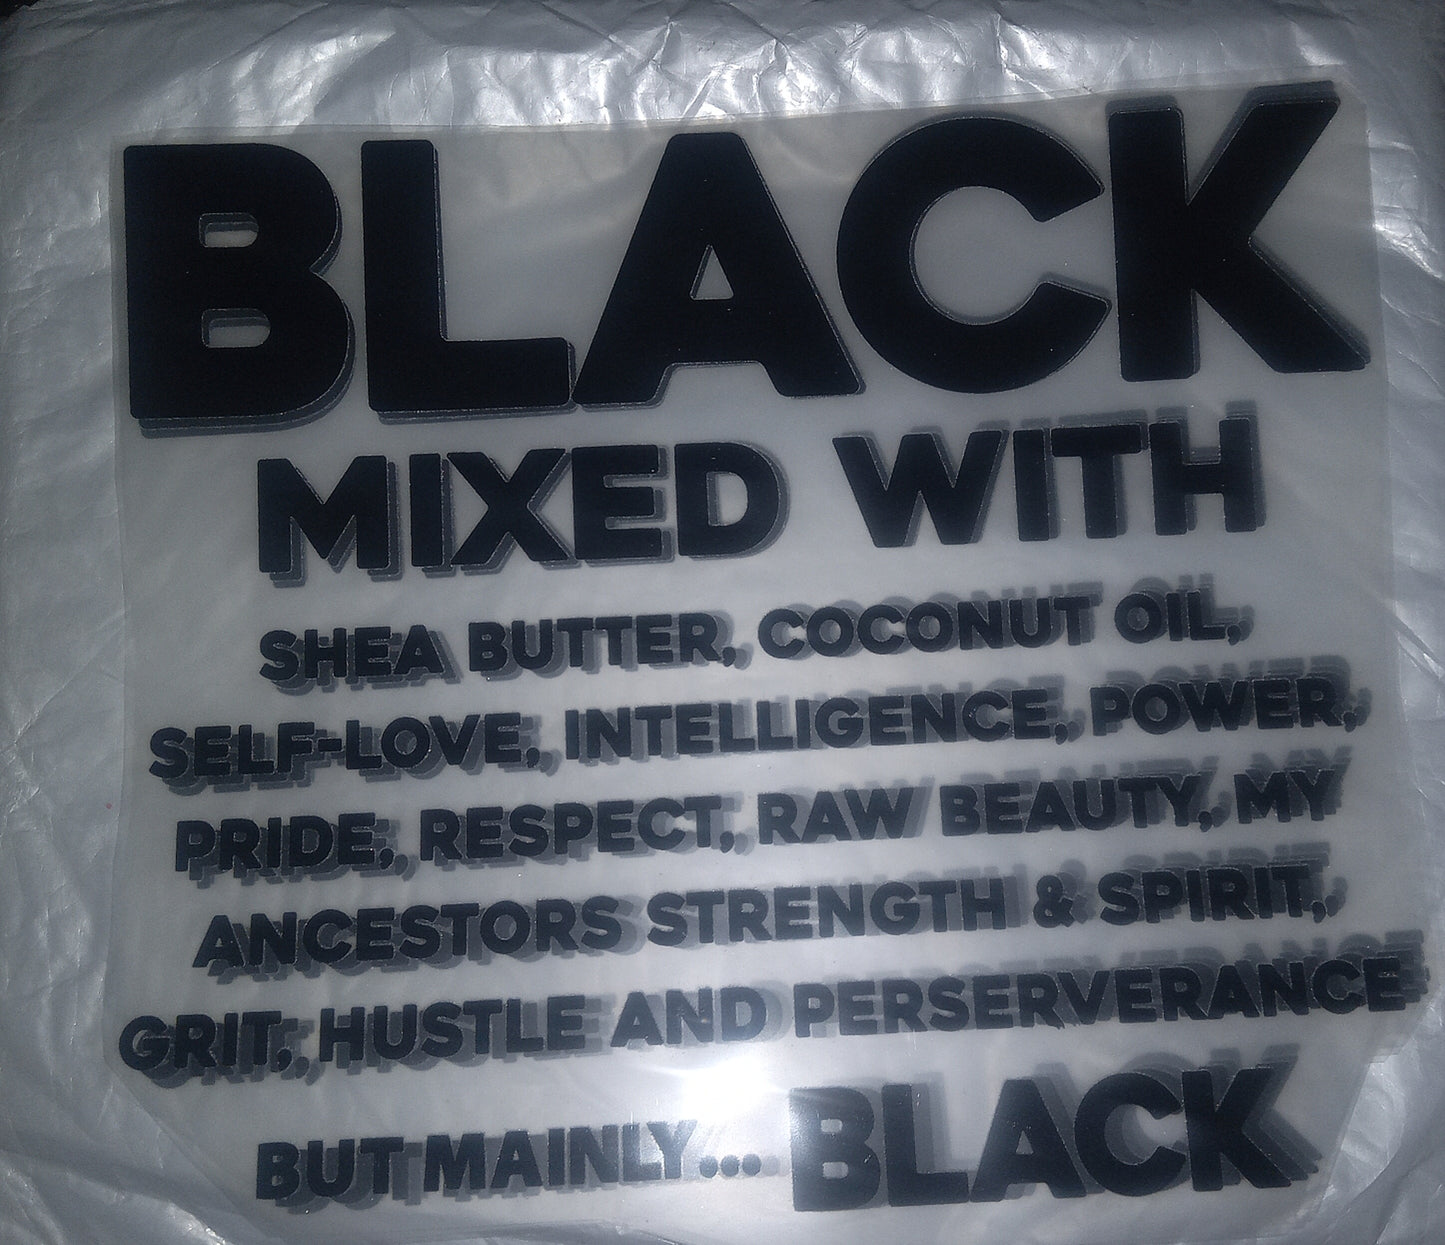 BLACK
MIXED WITH
SHEA BUTTER, COCONUT OIL,
SELF-LOVE, INTELLIGENCE, POWER,
PRIDE, RESPECT, RAW BEAUTY, MY
ANCESTORS STRENGTH & SPIRIT,
GRIT, HUSTLE AND PERSERVERANCE
BUT MAINLY... BLACK